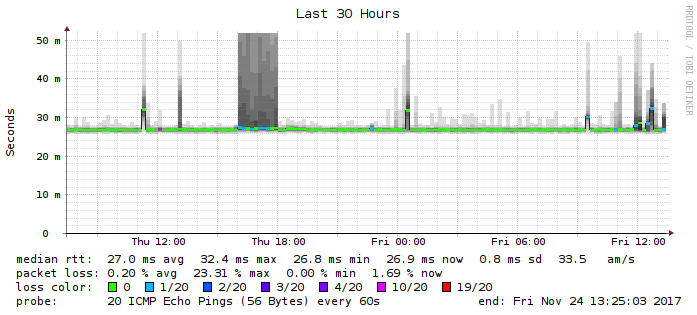 Last 30 Hours
RRDTOOL / TOBI OETIKER
Seconds
50 m
40 m
30 m
20 m
10 m
0
Thu 12:00 Thu 18:00 Fri 00:00 Fri 06:00 Fri 12:00
median rtt: 27.0 ms avg 32.4 ms max 26.8 ms min 26.9 ms now 0.8 ms sd 33.5 am/s
packet loss: 0.20 % avg 23.31 % max 0.00 % min 1.69 % now
loss color: 0 1/20 2/20 3/20 4/20 10/20 19/20
probe: 20 ICMP Echo Pings (56 Bytes) every 60s end: Fri Nov 24 13:25:03 2017